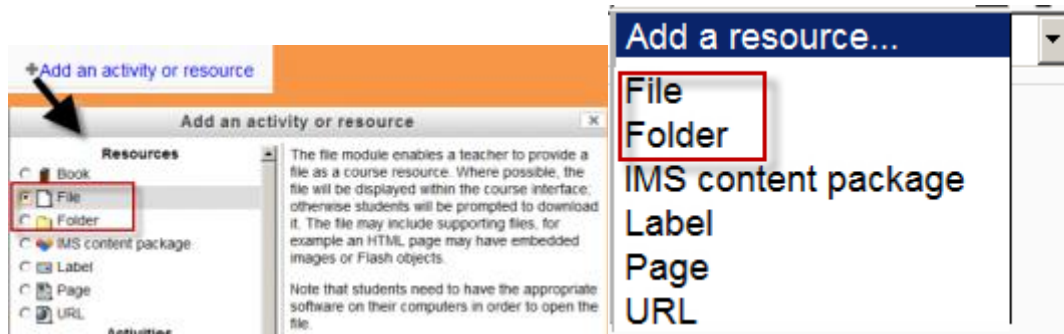 Add an activity or resource
Add an activity or resource
Resources
Book
File
Folder
IMS content package
Label
Page
URL
Activities
The file module enables a teacher to provide a
file as a course resource. Where possible, the
file will be displayed within the course interface;
otherwise students will be prompted to download
it. The file may include supporting files, for
example an HTML page may have embedded
images or Flash objects.
Note that students need to have the appropriate
software on their computers in order to open the
file.
Add a resource...
File
Folder
IMS content package
Label
Page
URL